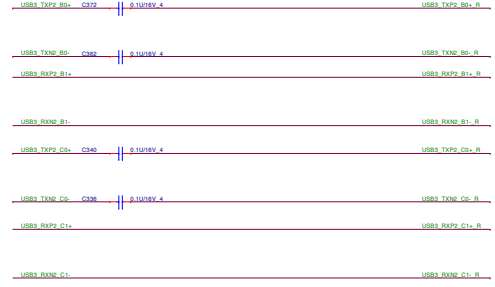 USB3_TXP2_B0+ C372 0.1U/16V_4 USB3_TXP2_B0+_R
USB3_TXN2_B0- C362 0.1U/16V_4 USB3_TXN2_B0-_R
USB3_RXP2_B1+ USB3_RXP2_B1+_R
USB3_RXN2_B1- USB3_RXN2_B1-_R
USB3_TXP2_C0+ C340 0.1U/16V_4 USB3_TXP2_C0+_R
USB3_TXN2_C0- C336 0.1U/16V_4 USB3_TXN2_C0-_R
USB3_RXP2_C1+ USB3_RXP2_C1+_R
USB3_RXN2_C1- USB3_RXN2_C1-_R